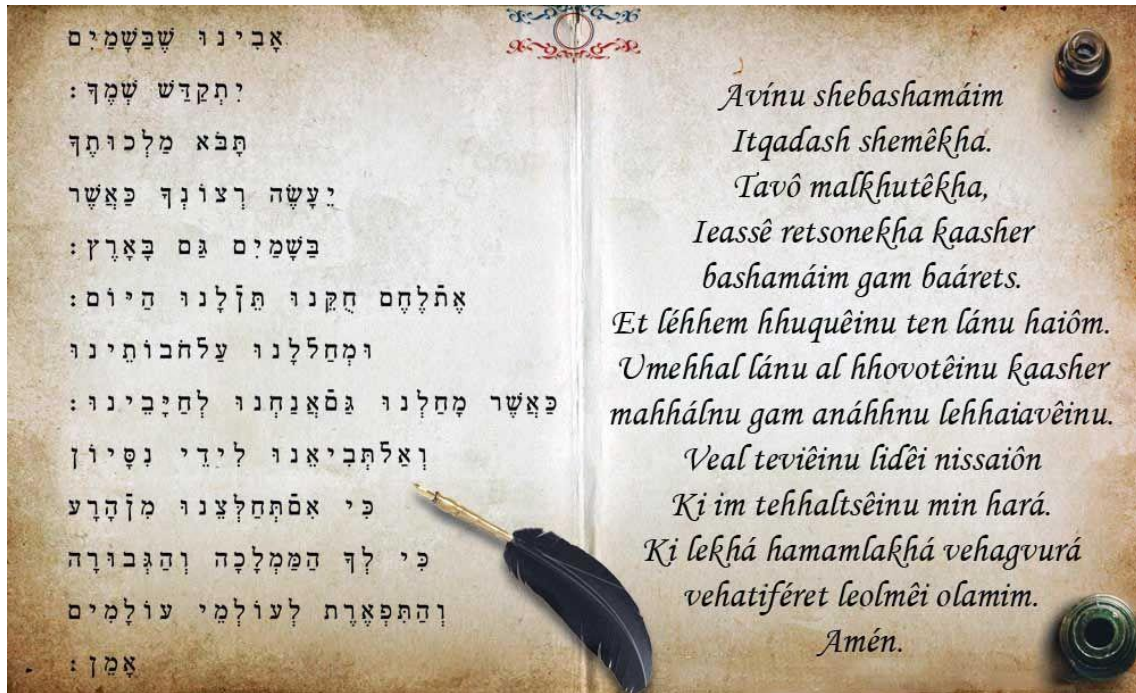 אָבִינוּ שֶׁבַּשָּׁמַיִם
יִתְקַדַּשׁ שְׁמֶךָ׃
תָּבֹא מַלְכוּתֶךָ
יֵעָשֶׂה רְצוֹנְךָ כַּאֲשֶׁר
בַּשָּׁמַיִם גַּם בָּאָרֶץ׃
אֶת־לֶחֶם חֻקֵּנוּ תֵּן־לָנוּ הַיּוֹם׃
וּמְחַל־לָנוּ עַל־חֹבוֹתֵינוּ
כַּאֲשֶׁר מָחַלְנוּ גַּם־אֲנַחְנוּ לְחַיָּבֵינוּ׃
וְאַל־תְּבִיאֵנוּ לִידֵי נִסָּיוֹן
כִּי אִם־תְּחַלְּצֵנוּ מִן־הָרָע
כִּי לְךָ הַמַּמְלָכָה וְהַגְּבוּרָה
וְהַתִּפְאֶרֶת לְעוֹלְמֵי עוֹלָמִים
אָמֵן׃
Avínu shebashamáim
Itqadash shemêkha.
Tavô malkhutêkha,
Ieassê retsonekha kaasher
bashamáim gam baárets.
Et léhhem hhuquêinu ten lánu haiôm.
Umehhal lánu al hhovotêinu kaasher
mahhálnu gam anáhhnu lehhaiavêinu.
Veal teviêinu lidêi nissaiôn
Ki im tehhaltsêinu min hará.
Ki lekhá hamamlakhá vehagvurá
vehatiféret leolmêi olamim.
Amén.